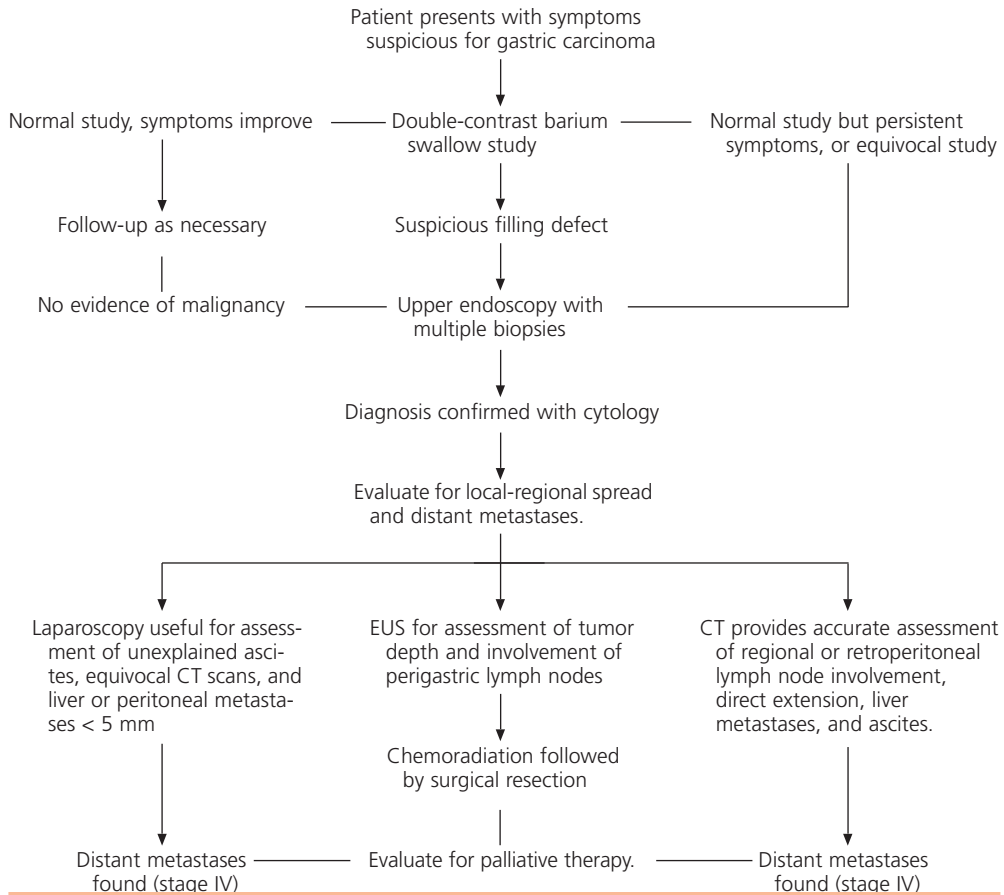 Patient presents with symptoms
suspicious for gastric carcinoma
Normal study, symptoms improve
Double-contrast barium
swallow study
Normal study but persistent
symptoms, or equivocal study
Follow-up as necessary
Suspicious filling defect
No evidence of malignancy
Upper endoscopy with
multiple biopsies
Diagnosis confirmed with cytology
Evaluate for local-regional spread
and distant metastases.
Laparoscopy useful for assess-
ment of unexplained asci-
tes, equivocal CT scans, and
liver or peritoneal metasta-
ses < 5 mm
EUS for assessment of tumor
depth and involvement of
perigastric lymph nodes
CT provides accurate assessment
of regional or retroperitoneal
lymph node involvement,
direct extension, liver
metastases, and ascites.
Chemoradiation followed
by surgical resection
Distant metastases
found (stage IV)
Evaluate for palliative therapy.
Distant metastases
found (stage IV)